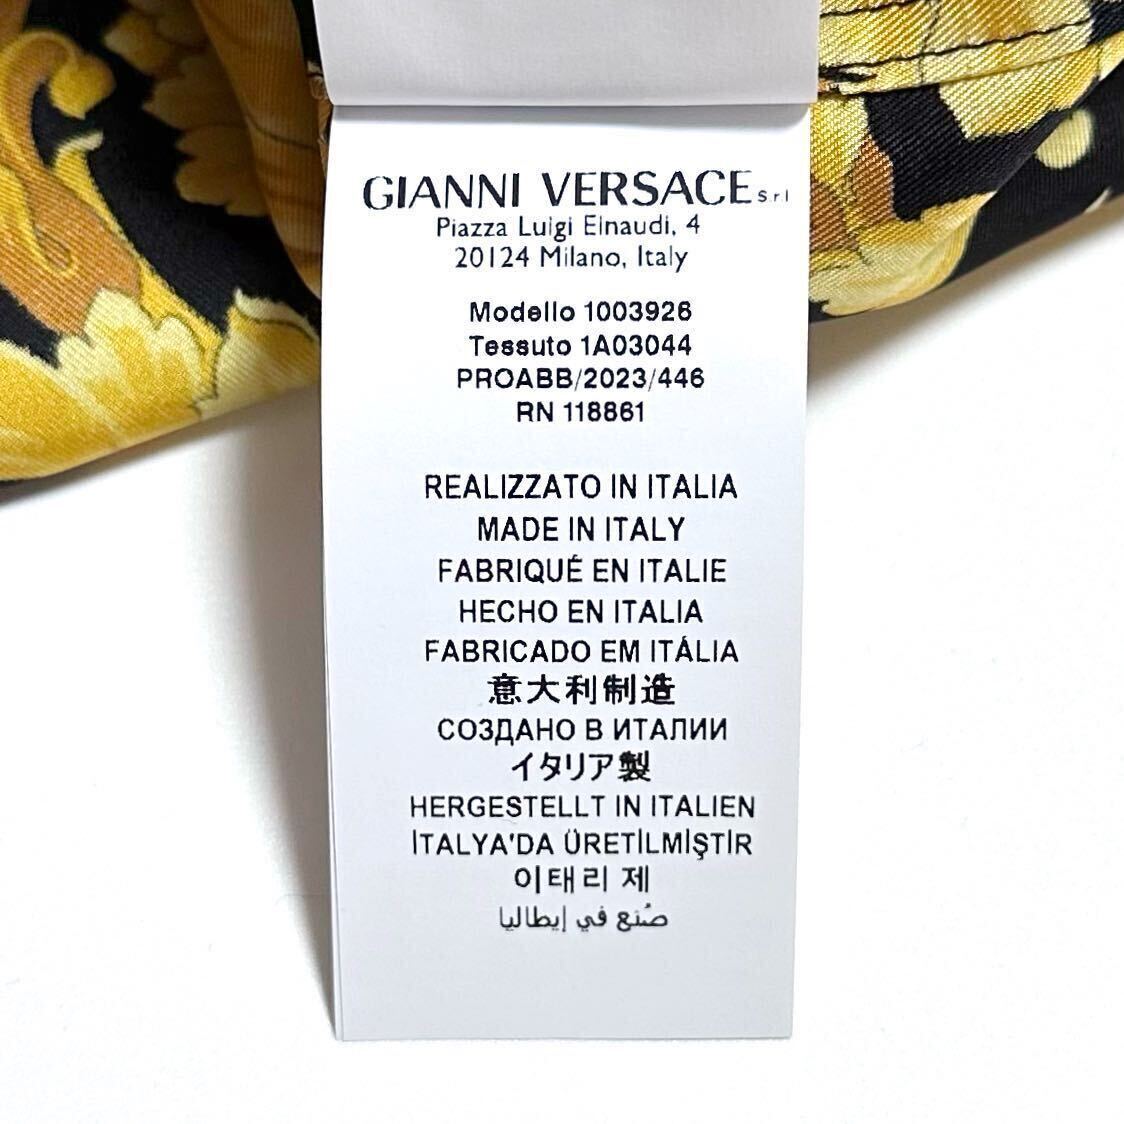 GIANNI VERSACE S.r.l
Piazza Luigi Einaudi, 4
20124 Milano, Italy
Modello 1003926
Tessuto 1A03044
PROABB/2023/446
RN 118861
REALIZZATO IN ITALIA
MADE IN ITALY
FABRIQUÉ EN ITALIE
HECHO EN ITALIA
FABRICADO EM ITÁLIA
意大利制造
СОЗДАНО В ИТАЛИИ
イタリア製
HERGESTELLT IN ITALIEN
İTALYA'DA ÜRETİLMİŞTİR
이태리 제
صُنع في إيطاليا